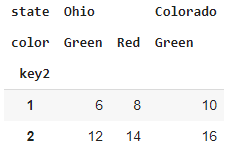 state Ohio Colorado
color Green Red Green
key2
1 6 8 10
2 12 14 16